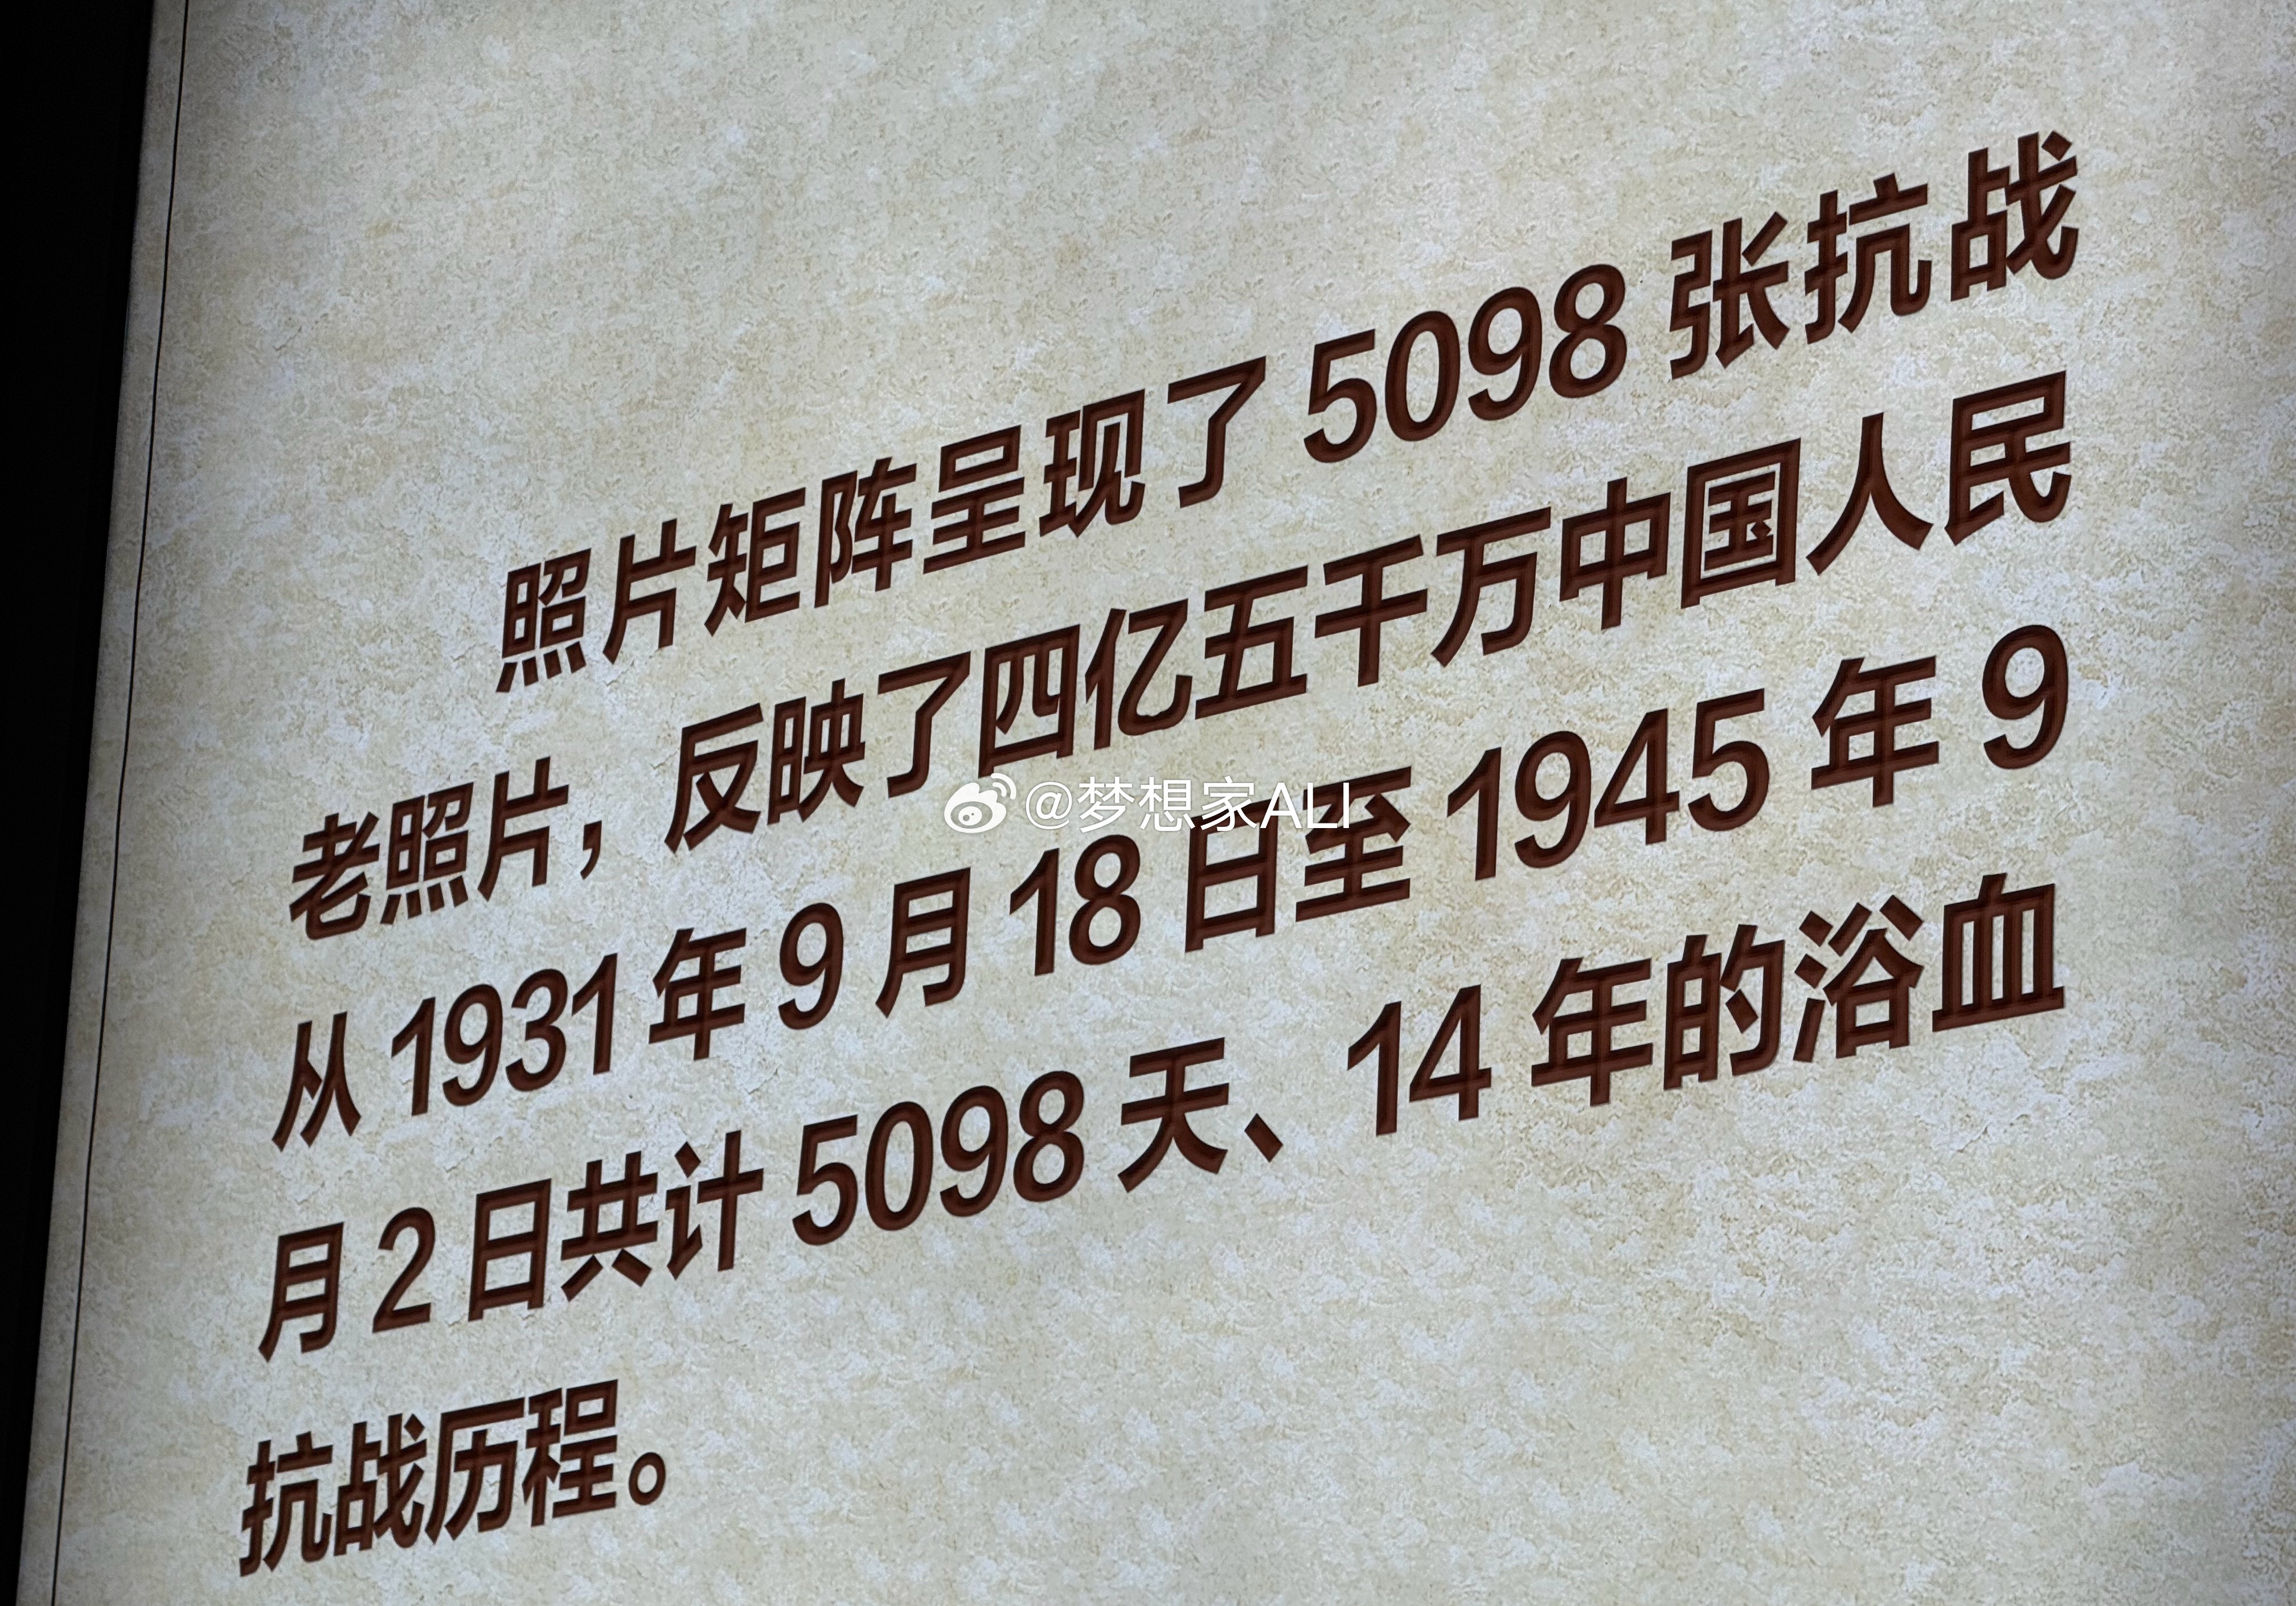 照片矩阵呈现了 5098 张抗战
老照片，反映了四亿五千万中国人民
从 1931 年 9 月 18 日至 1945 年 9
月 2 日共计 5098 天、14 年的浴血
抗战历程。
@梦想家ALI